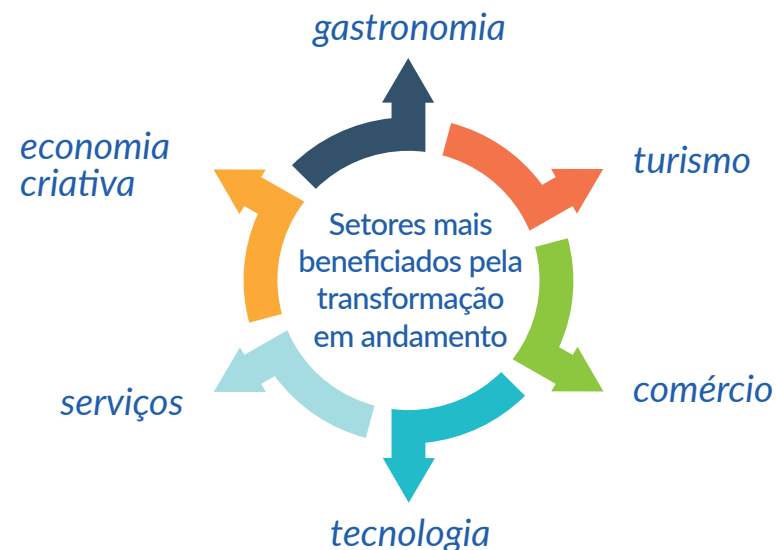 gastronomia
turismo
comércio
tecnologia
serviços
economia
criativa
Setores mais
beneficiados pela
transformação
em andamento